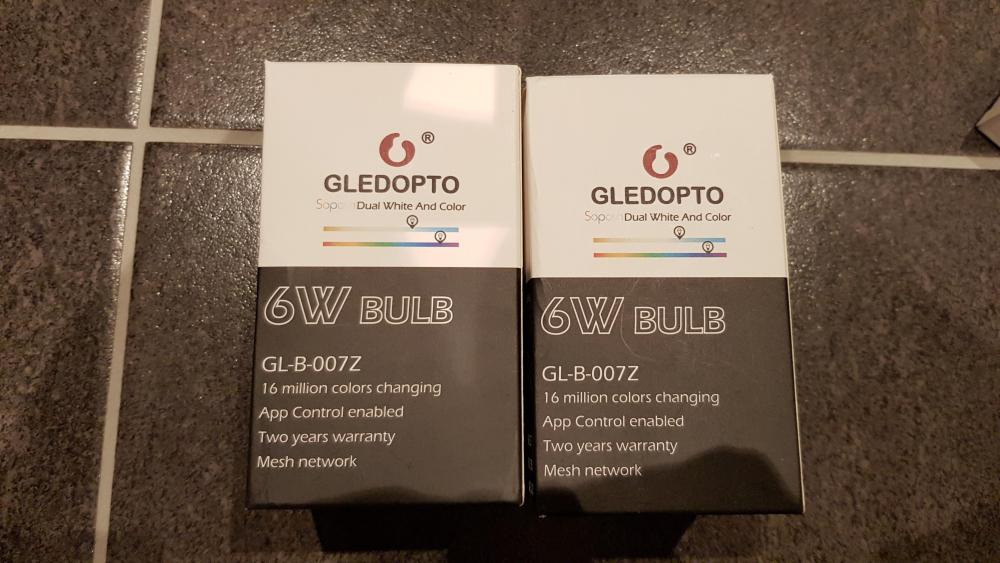 ®
GLEDOPTO
Dual White And Color
6W BULB
GL-B-007Z
16 million colors changing
App Control enabled
Two years warranty
Mesh network
®
GLEDOPTO
Dual White And Color
6W BULB
GL-B-007Z
16 million colors changing
App Control enabled
Two years warranty
Mesh network